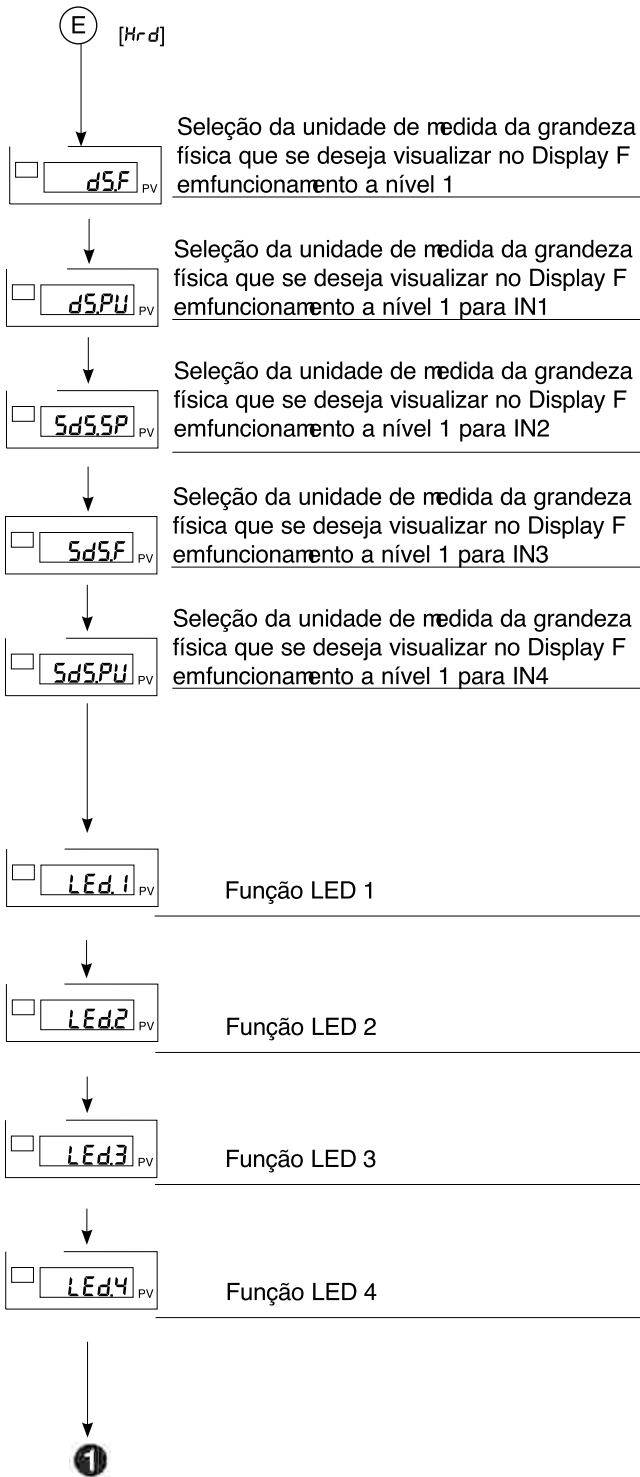 E [Hrd]
dS.F PV
Seleção da unidade de medida da grandeza
física que se deseja visualizar no Display F
emfuncionamento a nível 1
dS.PU PV
Seleção da unidade de medida da grandeza
física que se deseja visualizar no Display F
emfuncionamento a nível 1 para IN1
SdS.SP PV
Seleção da unidade de medida da grandeza
física que se deseja visualizar no Display F
emfuncionamento a nível 1 para IN2
SdS.F PV
Seleção da unidade de medida da grandeza
física que se deseja visualizar no Display F
emfuncionamento a nível 1 para IN3
SdS.PU PV
Seleção da unidade de medida da grandeza
física que se deseja visualizar no Display F
emfuncionamento a nível 1 para IN4
LEd.1 PV
Função LED 1
LEd.2 PV
Função LED 2
LEd.3 PV
Função LED 3
LEd.4 PV
Função LED 4
1